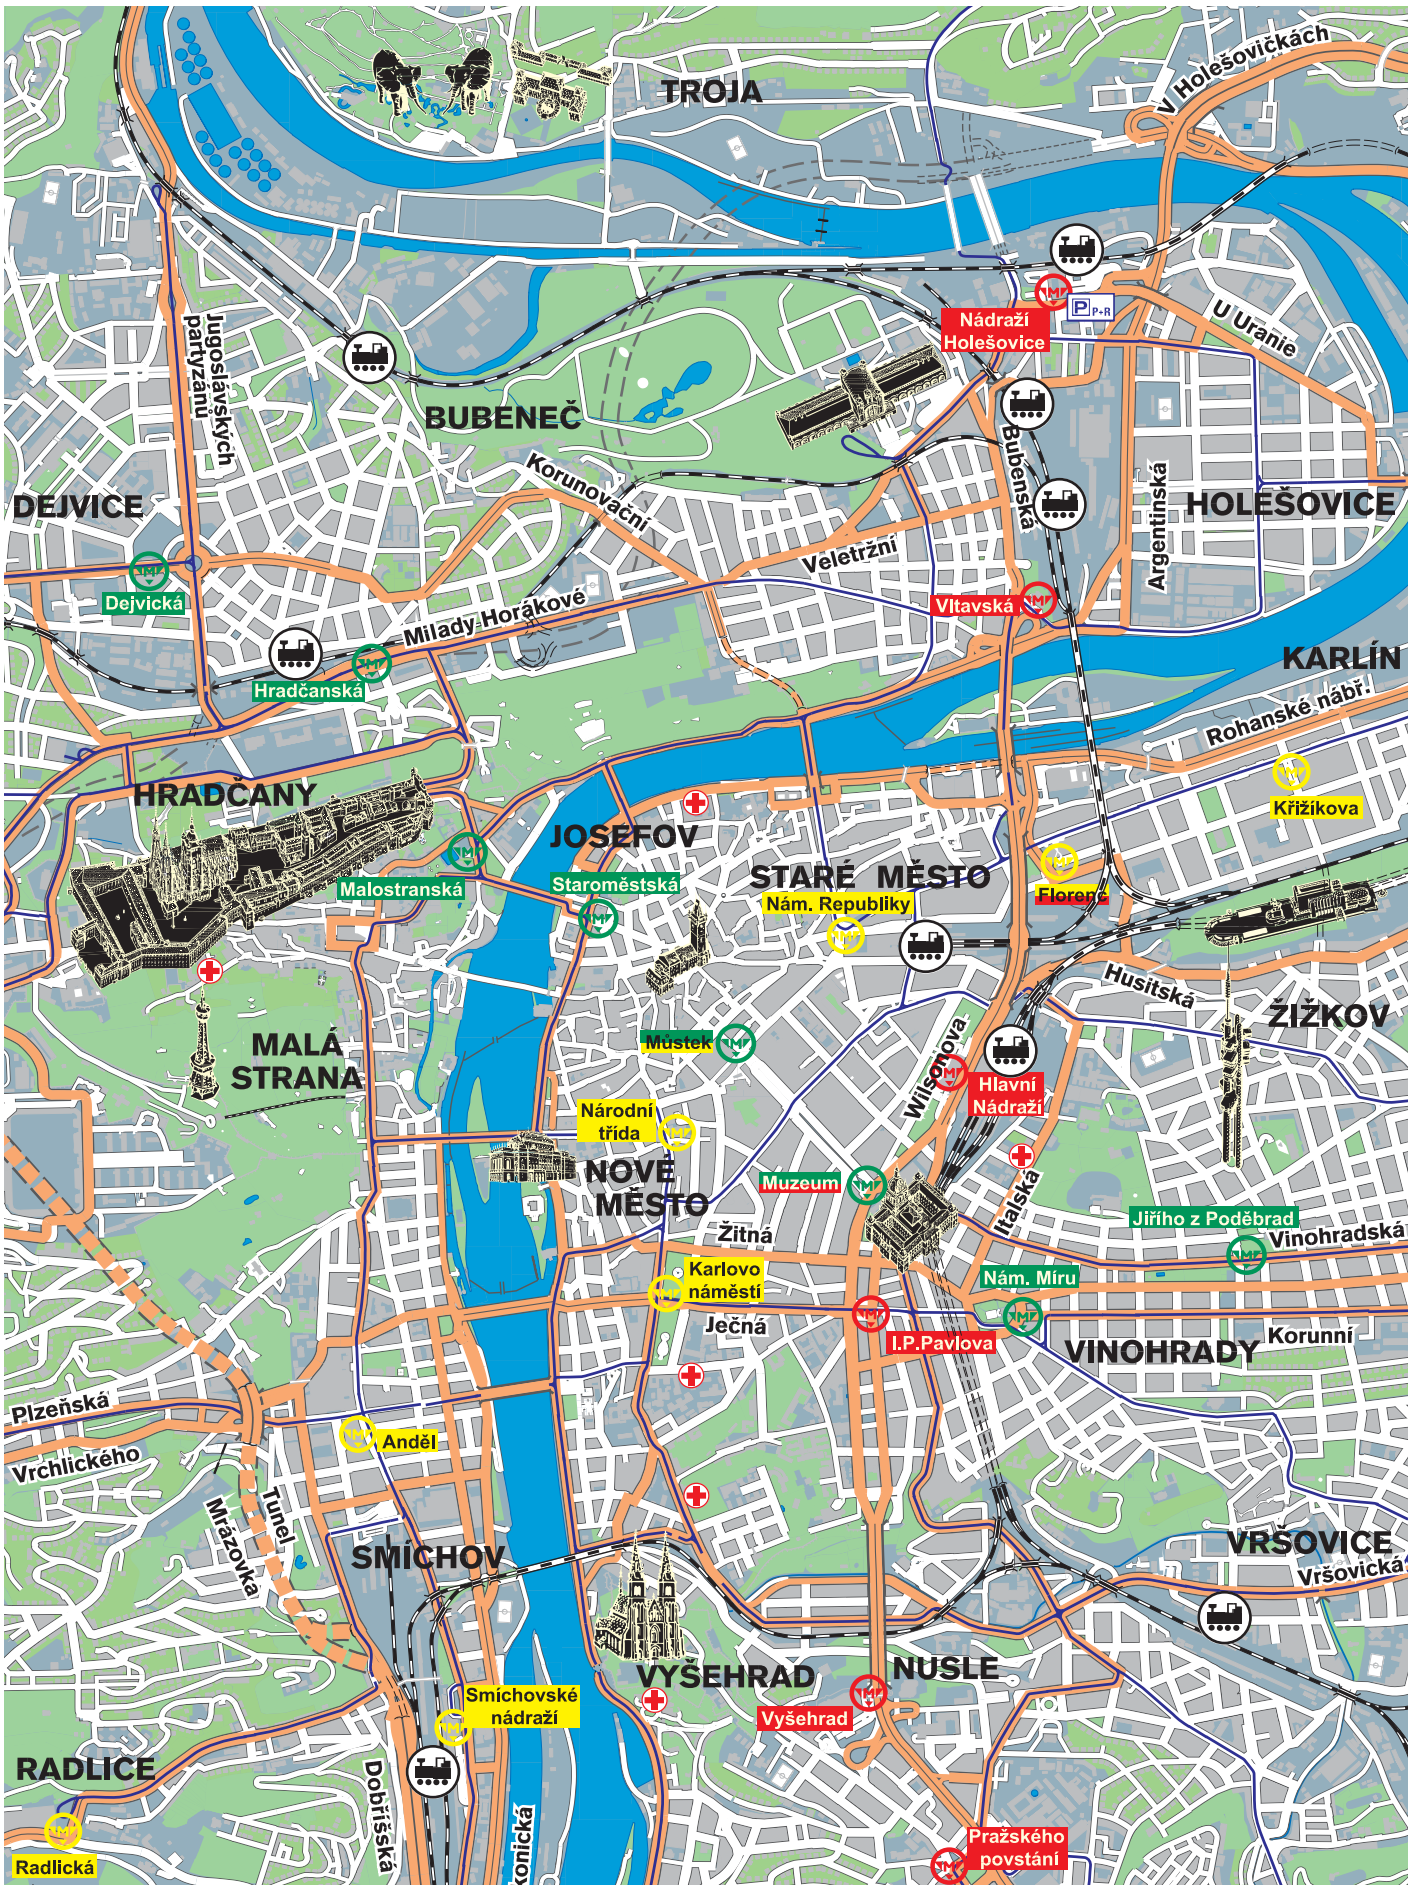 TROJA
V Holešovičkách
Nádraží
Holešovice
P P+R
U Uranie
Jugoslávských
partyzánů
BUBENEČ
Korunovační
Bubenská
Argentinská
DEJVICE
HOLEŠOVICE
Veletržní
Dejvická
Milady Horákové
Vltavská
Hradčanská
KARLÍN
Rohanské nábř.
HRADČANY
Křižíkova
JOSEFOV
STARÉ MĚSTO
Malostranská
Staroměstská
Nám. Republiky
Florenc
Husitská
ŽIŽKOV
MALÁ
STRANA
Můstek
Wilsonova
Hlavní
Nádraží
Národní
třída
NOVÉ
MĚSTO
Muzeum
Italská
Jiřího z Poděbrad
Vinohradská
Žitná
Karlovo
náměstí
Nám. Míru
Ječná
I.P.Pavlova
VINOHRADY
Korunní
Plzeňská
Anděl
Vrchlického
Tunel
Mrázovka
SMÍCHOV
VRŠOVICE
Vršovická
VYŠEHRAD
NUSLE
Smíchovské
nádraží
Vyšehrad
RADLICE
Dobříšská
konická
Radlická
Pražského
povstání